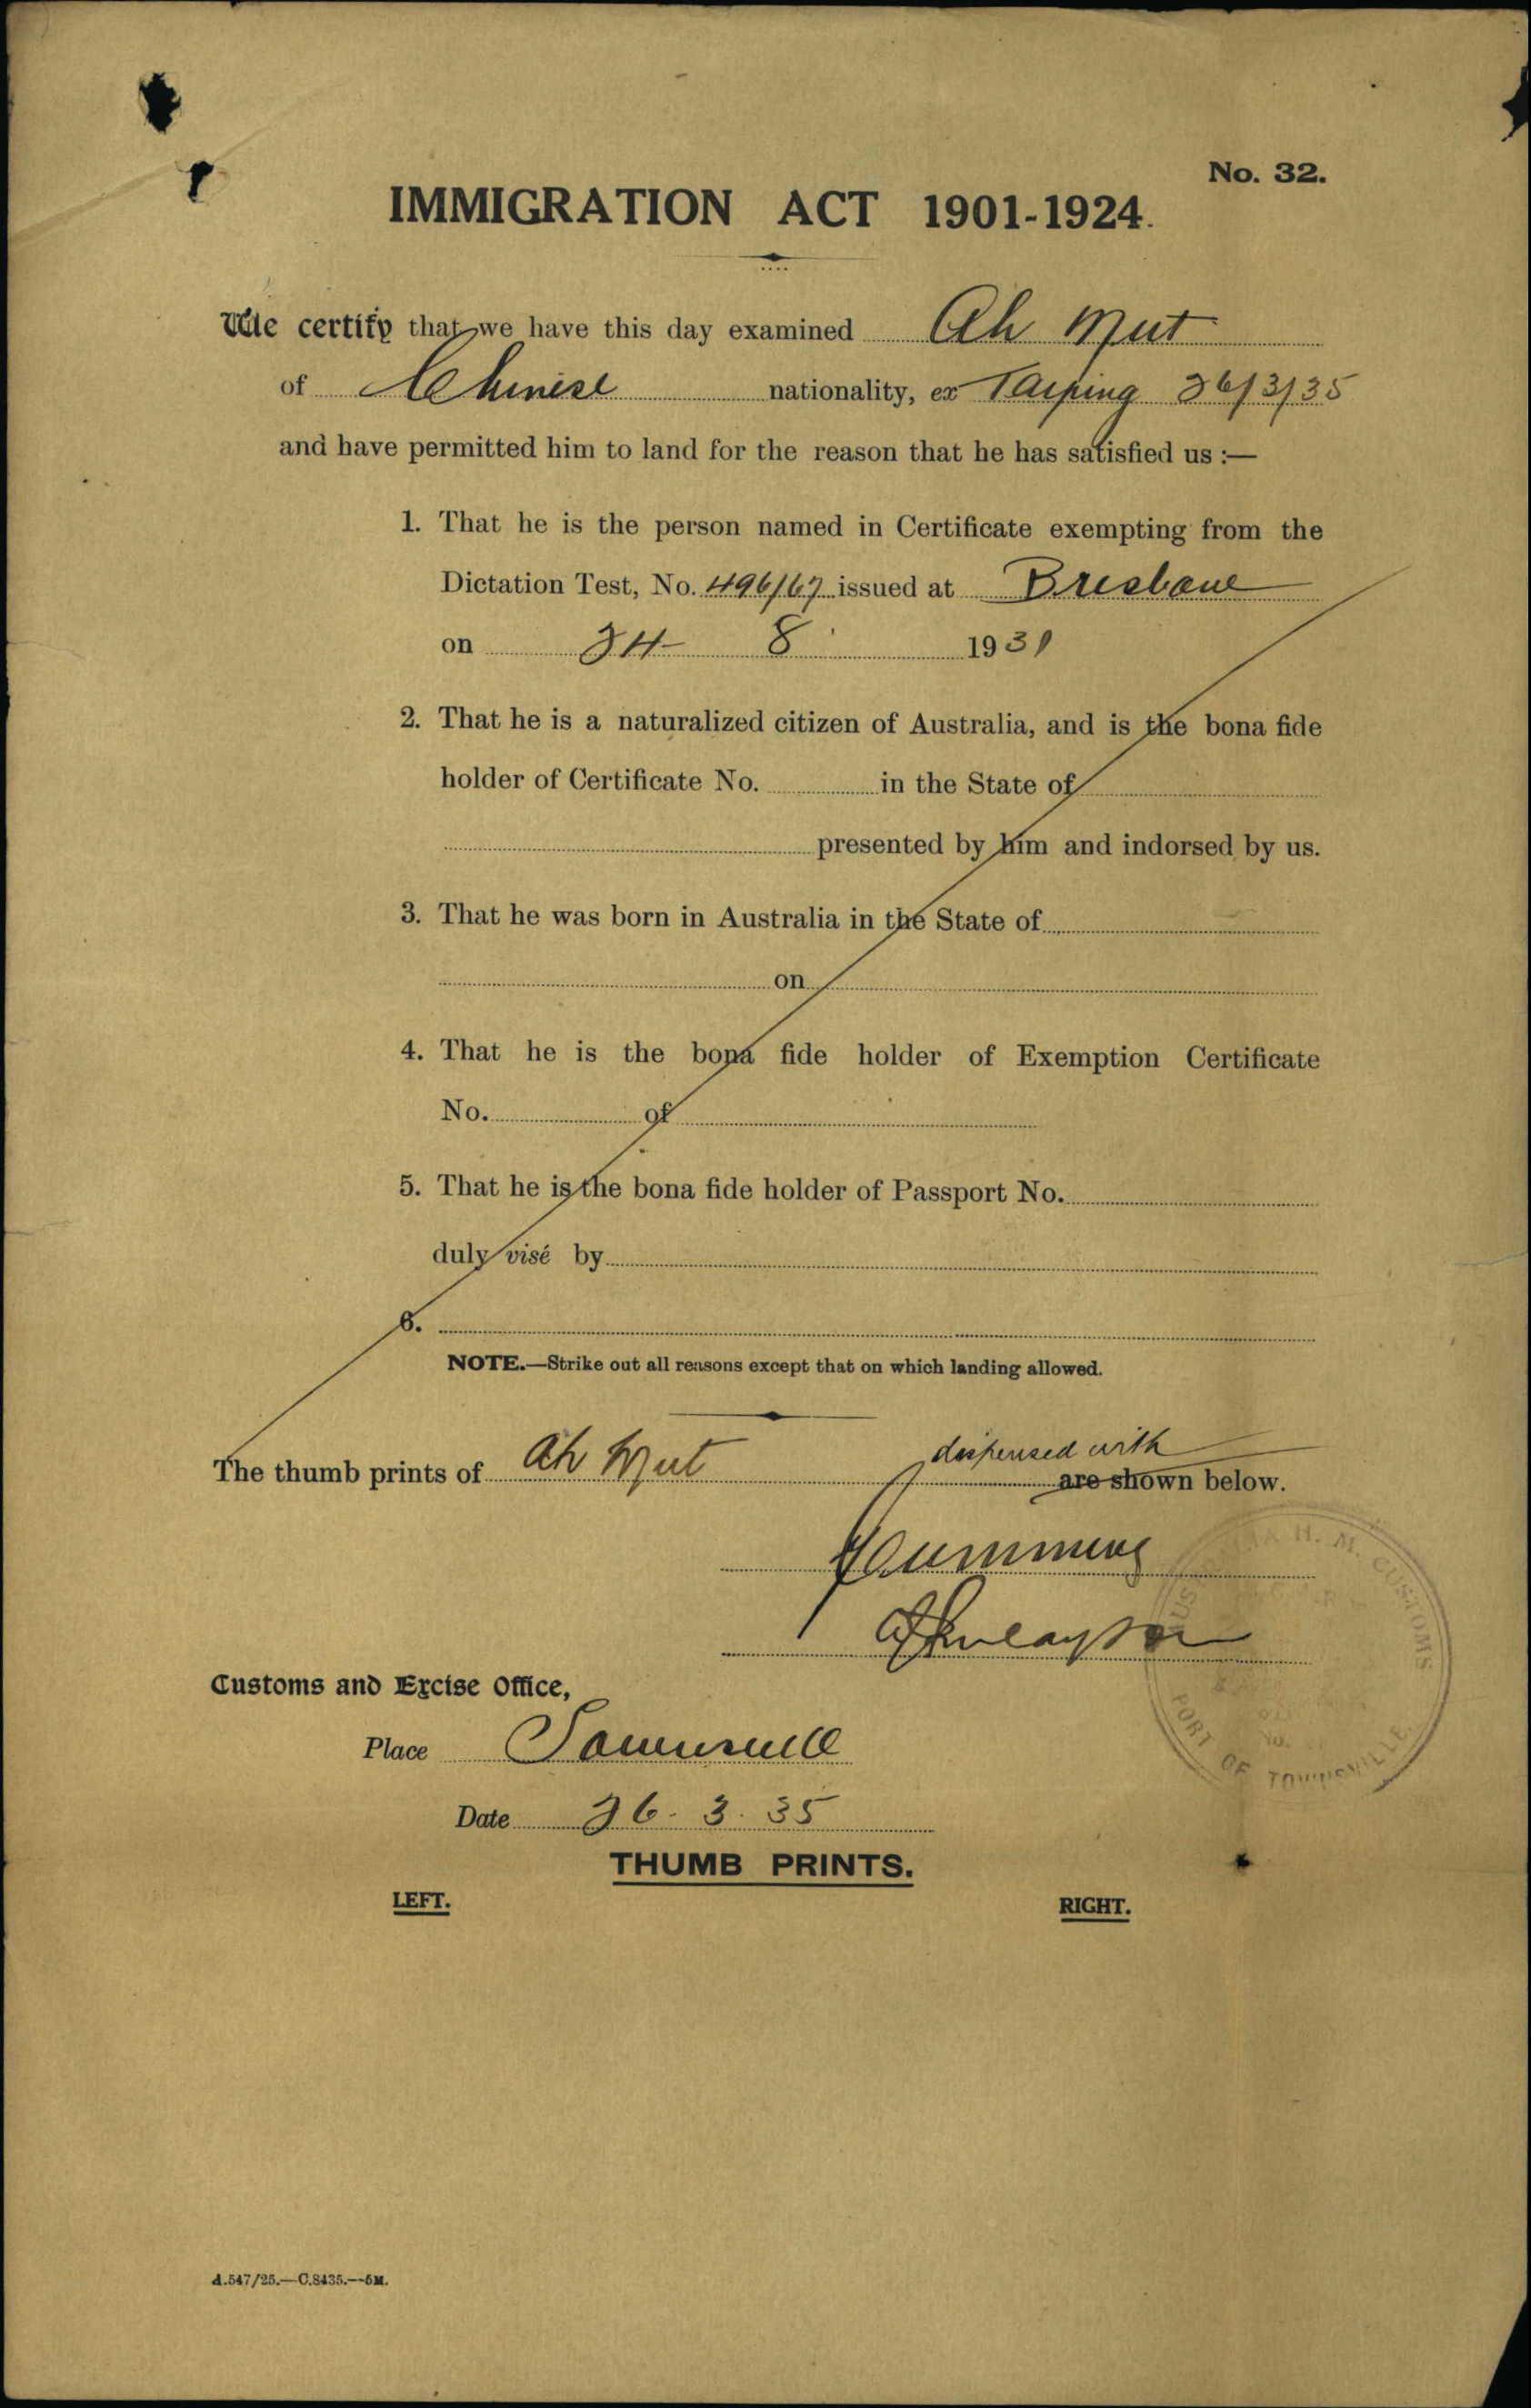 No. 32.
IMMIGRATION ACT 1901-1924.
We certify that we have this day examined Ah Mut
of Chinese nationality, ex Taiping 26/3/35
and have permitted him to land for the reason that he has satisfied us :—
1. That he is the person named in Certificate exempting from the
Dictation Test, No. 496/67 issued at Brisbane
on 24 8 1931
2. That he is a naturalized citizen of Australia, and is the bona fide
holder of Certificate No. in the State of
presented by him and indorsed by us.
3. That he was born in Australia in the State of
on
4. That he is the bona fide holder of Exemption Certificate
No. of
5. That he is the bona fide holder of Passport No.
duly visé by
6.
NOTE.—Strike out all reasons except that on which landing allowed.
dispensed with
The thumb prints of Ah Mut are shown below.
Cumming
Customs and Excise Office,
Place Townsville
Date 26. 3. 35
H. M. CUSTOMS
PORT OF TOWNSVILLE
THUMB PRINTS.
LEFT. RIGHT.
A.547/25.—C.8435.—5M.